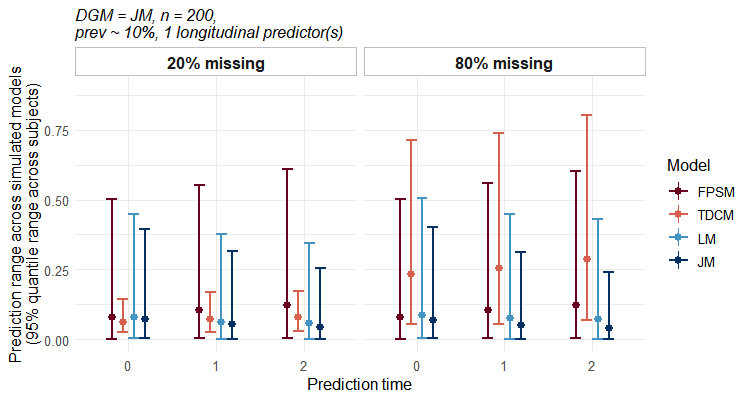 DGM = JM, n = 200,
prev ~ 10%, 1 longitudinal predictor(s)
20% missing
80% missing
Prediction range across simulated models
(95% quantile range across subjects)
0.75
0.50
0.25
0.00
0
1
2
0
1
2
Prediction time
Model
FPSM
TDCM
LM
JM